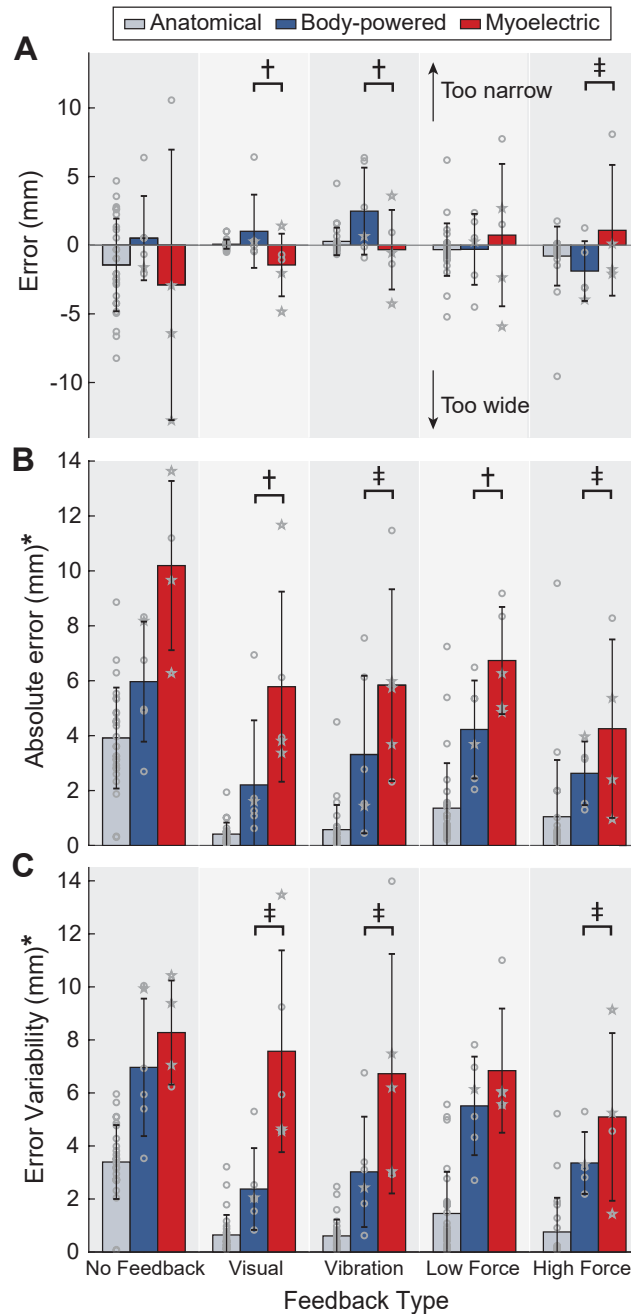 Anatomical Body-powered Myoelectric
A
† † ‡
Too narrow
10
5
0
-5
-10
Error (mm)
Too wide
B
14
12
10
8
6
4
2
0
Absolute error (mm)*
† ‡ † ‡
C
14
12
10
8
6
4
2
0
Error Variability (mm)*
‡ ‡ ‡
No Feedback Visual Vibration Low Force High Force
Feedback Type